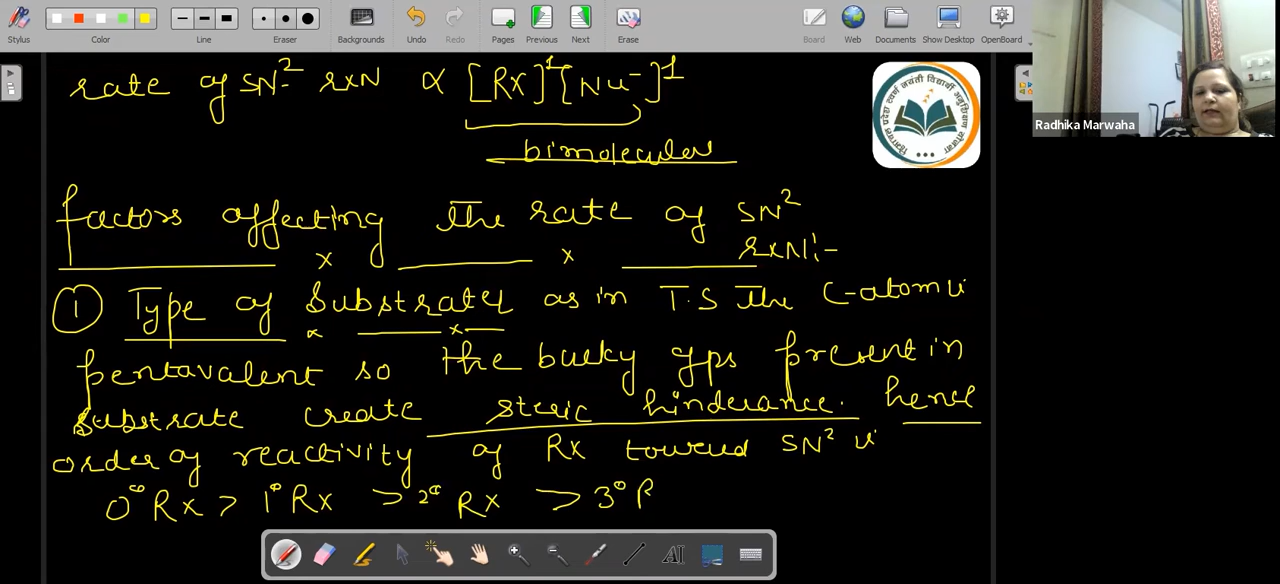 Stylus
Color
Line
Eraser
Backgrounds
Undo
Redo
Pages
Previous
Next
Erase
Board
Web
Documents
Show Desktop
OpenBoard
Radhika Marwaha
rate of SN² rxN ∝ [RX]¹[Nu⁻]¹
bimolecular
factors affecting the rate of SN²
rxN:-
① Type of Substrates as in T.S The C-atom is
pentavalent so the bulky gps present in
substrate create steric hinderance. hence
order of reactivity of RX toward SN² is
0° RX > 1° RX > 2° RX > 3° R
AI